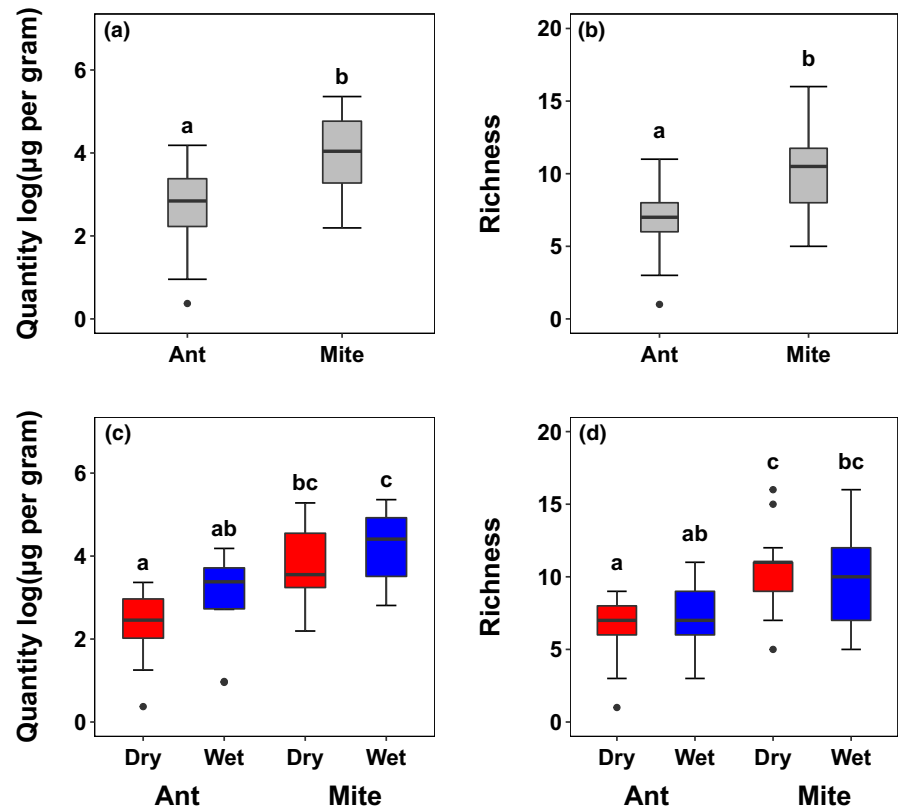 (a)
Quantity log(µg per gram)
6
4
2
0
a
b
Ant Mite
(b)
Richness
20
15
10
5
0
a
b
Ant Mite
(c)
Quantity log(µg per gram)
6
4
2
0
a
ab
bc
c
Dry Wet Dry Wet
Ant Mite
(d)
Richness
20
15
10
5
0
a
ab
c
bc
Dry Wet Dry Wet
Ant Mite